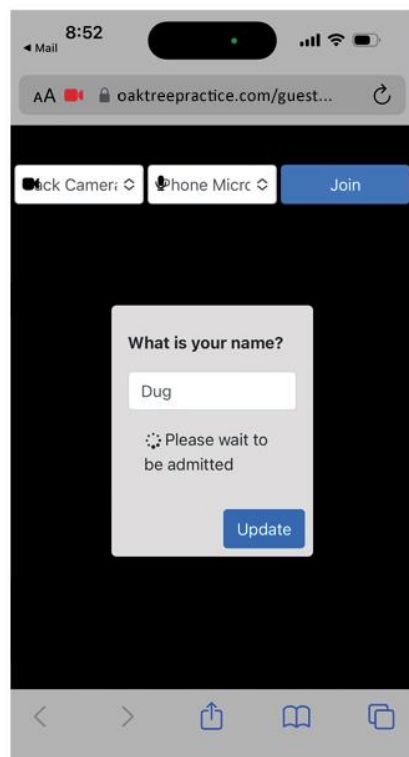 8:52
◄ Mail
AA oaktreepractice.com/guest...
ack Camera Phone Micro Join
What is your name?
Dug
Please wait to
be admitted
Update